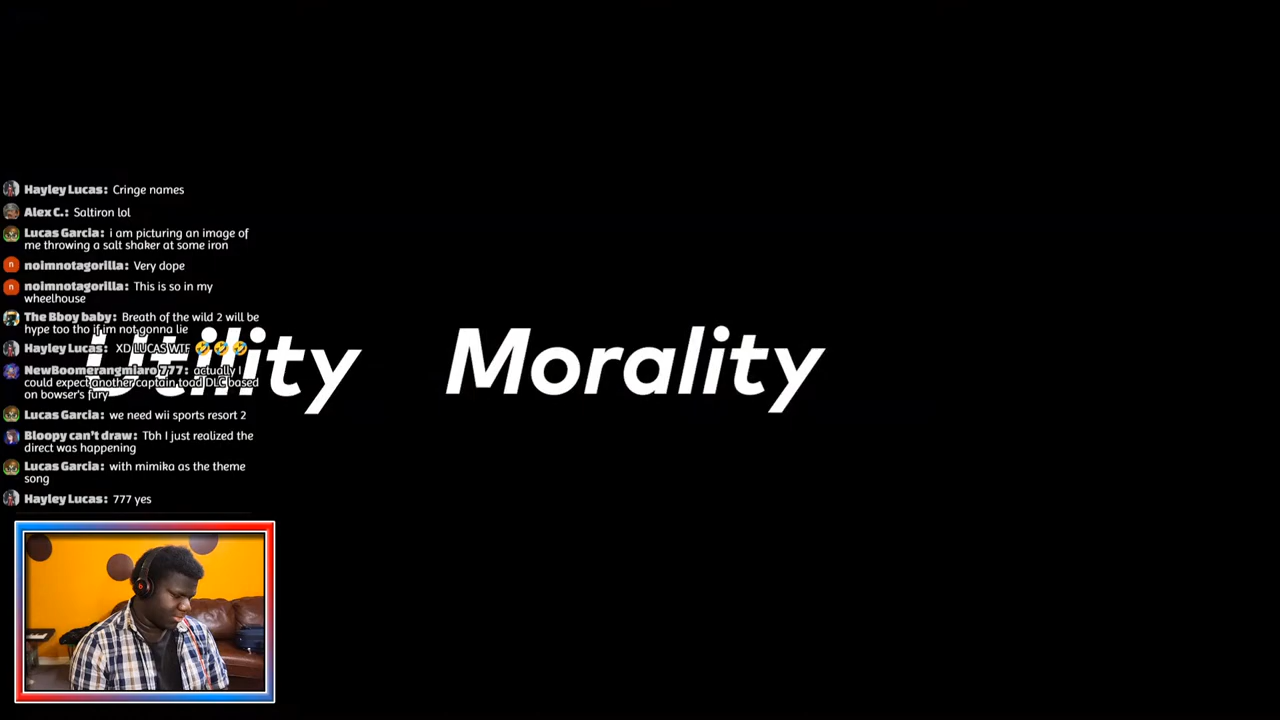 Hayley Lucas: Cringe names
Alex C.: Saltiron lol
Lucas Garcia: i am picturing an image of
me throwing a salt shaker at some iron
noimnotagorilla: Very dope
noimnotagorilla: This is so in my
wheelhouse
The Bboy baby: Breath of the wild 2 will be
hype too tho if im not gonna lie
Hayley Lucas: XD LUCAS WTF 🤣🤣🤣
NewBoomerangmiaro 777: actually I
could expect another captain toad DLC based
on bowser's fury
Lucas Garcia: we need wii sports resort 2
Bloopy can't draw: Tbh I just realized the
direct was happening
Lucas Garcia: with mimika as the theme
song
Hayley Lucas: 777 yes
Utility Morality
n
n